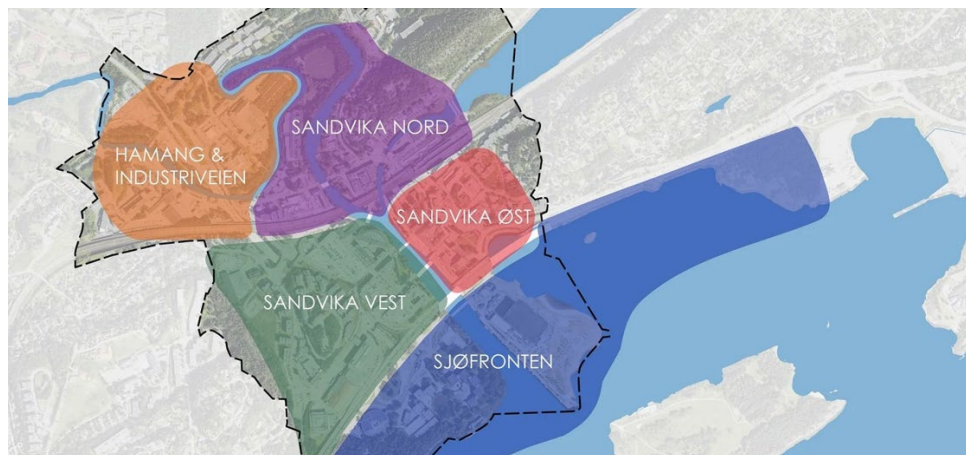 SANDVIKA NORD
HAMANG &
INDUSTRIVEIEN
SANDVIKA ØST
SANDVIKA VEST
SJØFRONTEN